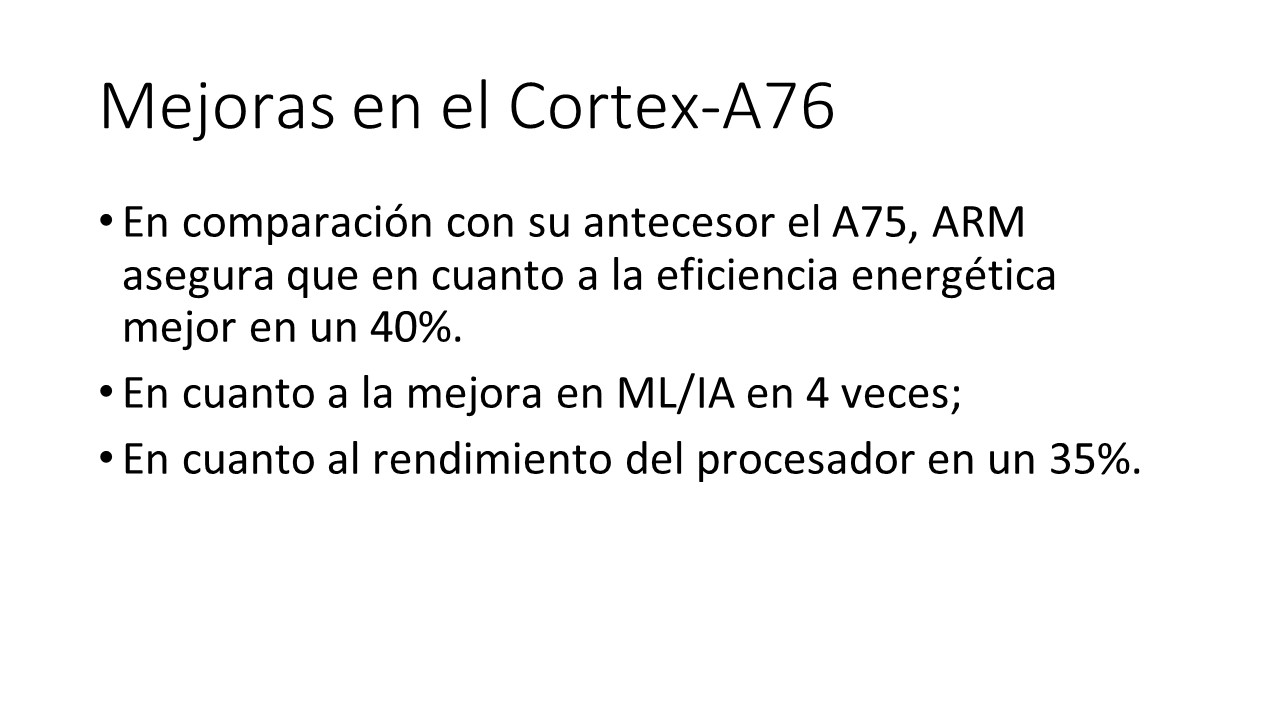 Mejoras en el Cortex-A76
• En comparación con su antecesor el A75, ARM
asegura que en cuanto a la eficiencia energética
mejor en un 40%.
• En cuanto a la mejora en ML/IA en 4 veces;
• En cuanto al rendimiento del procesador en un 35%.